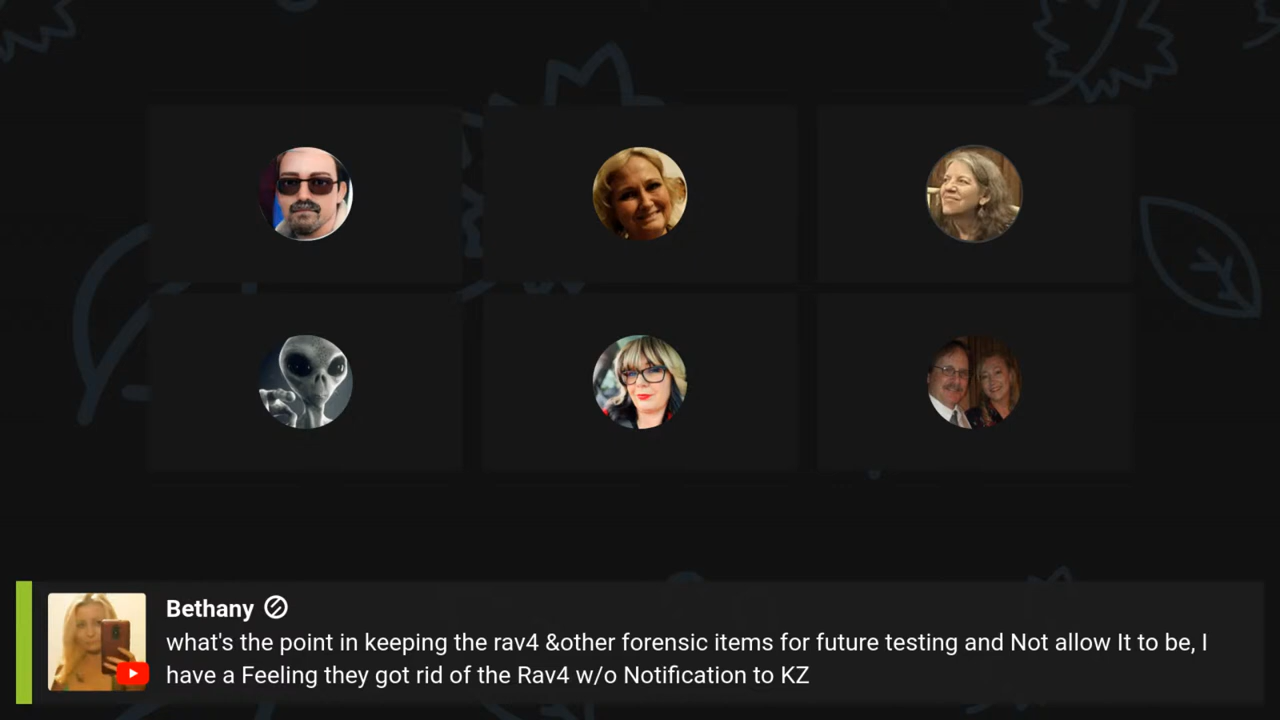 Bethany
what's the point in keeping the rav4 &other forensic items for future testing and Not allow It to be, I
have a Feeling they got rid of the Rav4 w/o Notification to KZ